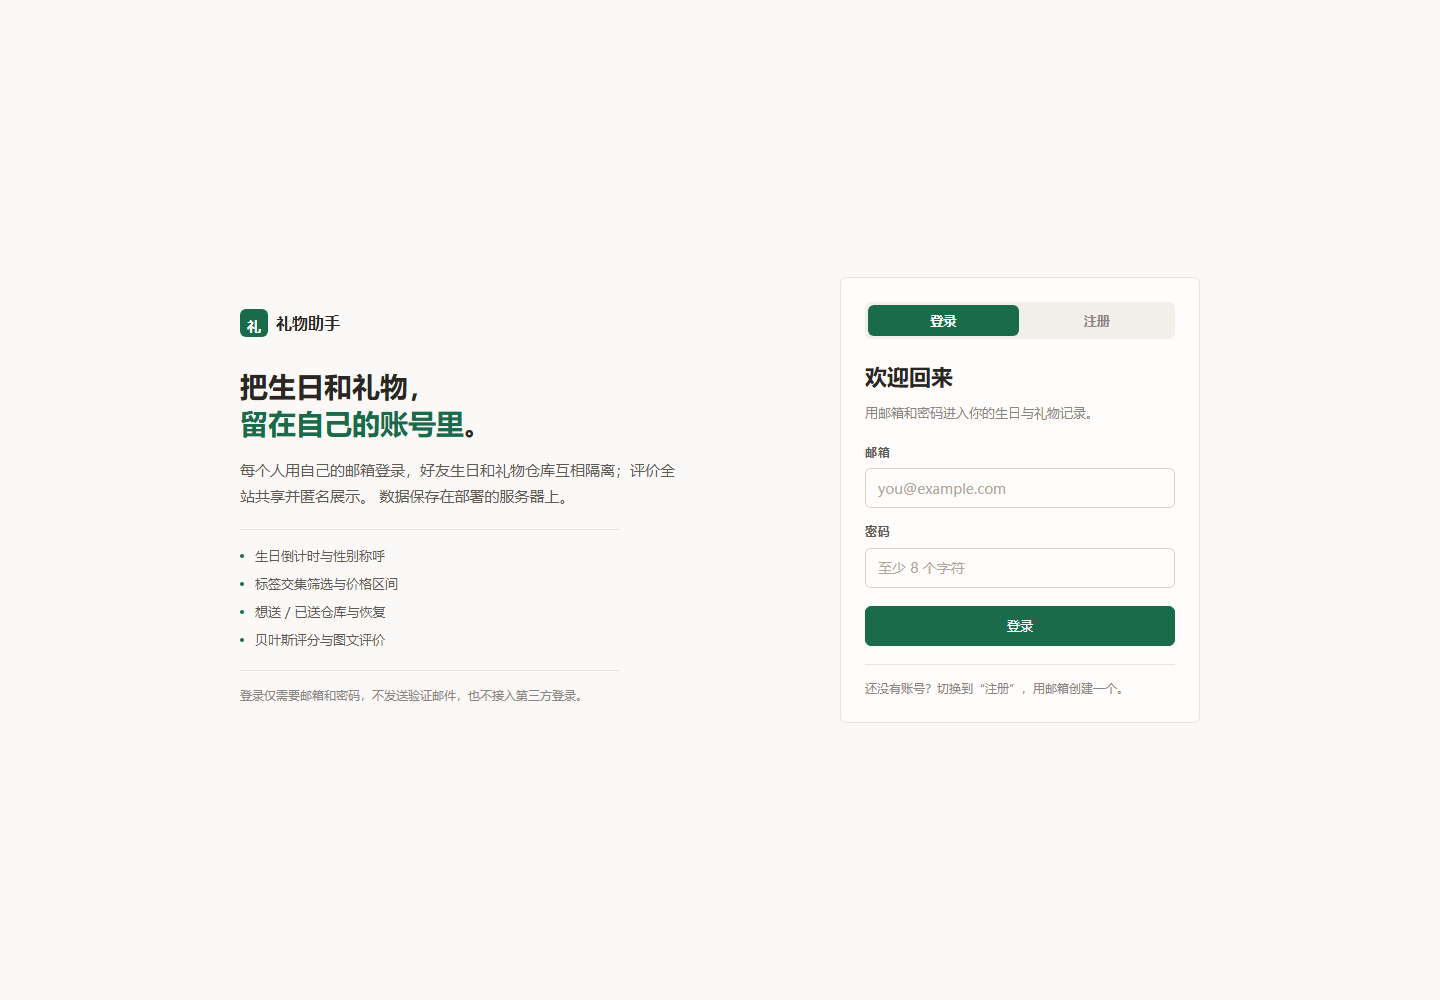 礼 礼物助手
把生日和礼物，
留在自己的账号里。
每个人用自己的邮箱登录，好友生日和礼物仓库互相隔离；评价全
站共享并匿名展示。 数据保存在部署的服务器上。
生日倒计时与性别称呼
标签交集筛选与价格区间
想送 / 已送仓库与恢复
贝叶斯评分与图文评价
登录仅需要邮箱和密码，不发送验证邮件，也不接入第三方登录。
登录 注册
欢迎回来
用邮箱和密码进入你的生日与礼物记录。
邮箱
you@example.com
密码
至少 8 个字符
登录
还没有账号？切换到“注册”，用邮箱创建一个。